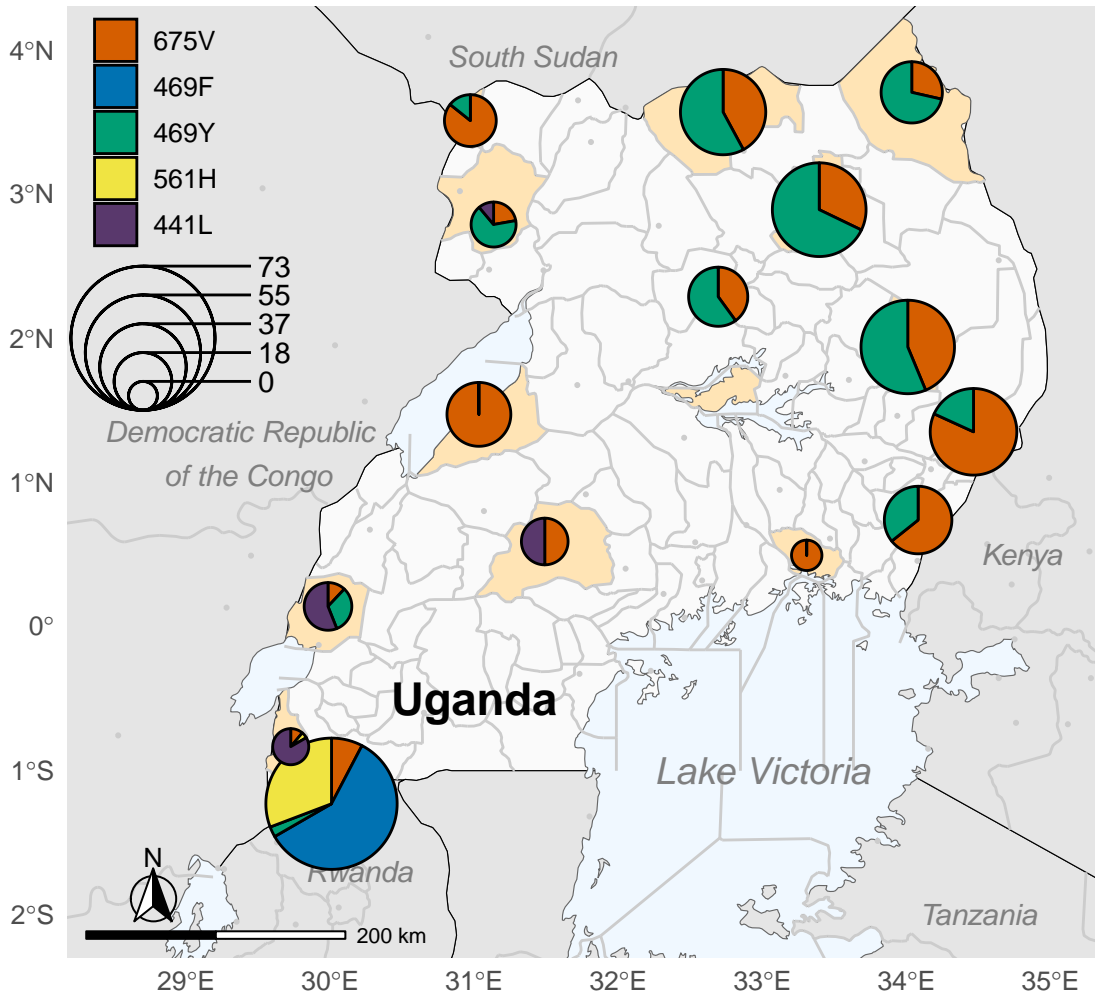 675V
469F
469Y
561H
441L
73
55
37
18
0
South Sudan
Democratic Republic
of the Congo
Kenya
Uganda
Lake Victoria
Rwanda
Tanzania
N
200 km
4°N
3°N
2°N
1°N
0°
1°S
2°S
29°E
30°E
31°E
32°E
33°E
34°E
35°E